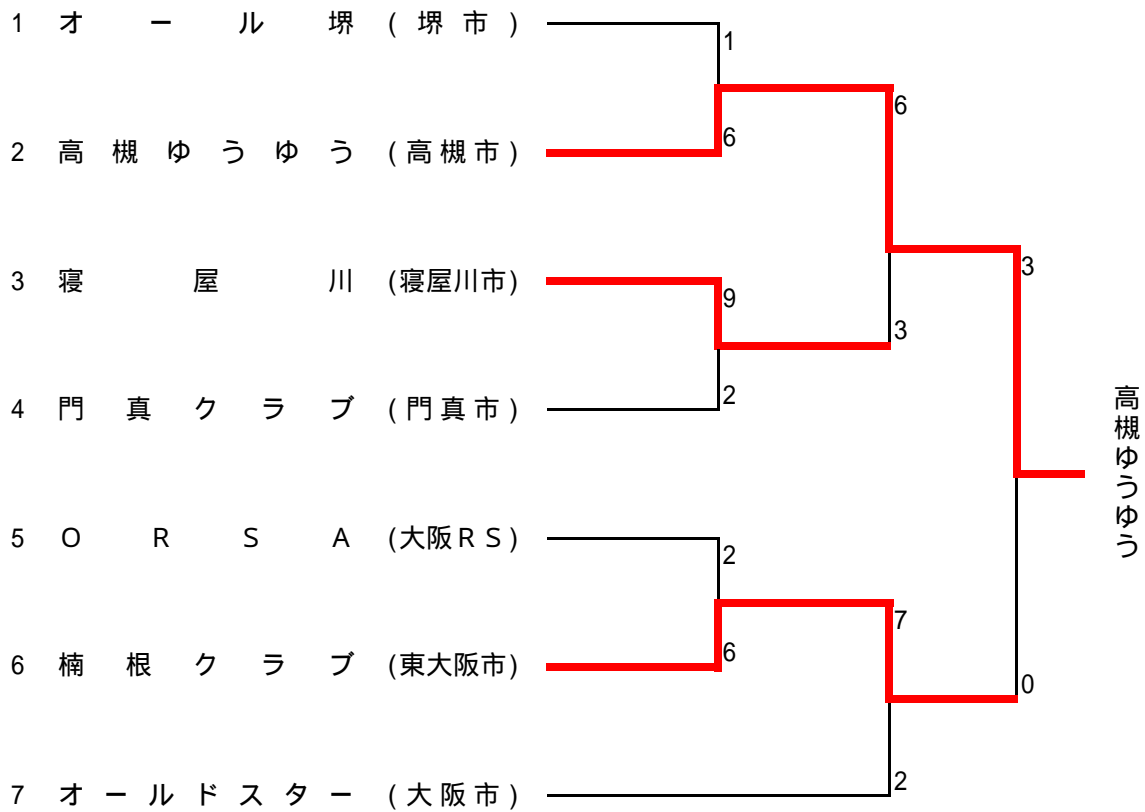 1 オール堺 (堺市)
1
6
6
2 高槻ゆうゆう (高槻市)
3
3 寝屋川 (寝屋川市)
9
3
2
4 門真クラブ (門真市)
高槻ゆうゆう
5 ORSA (大阪RS)
2
7
6
6 楠根クラブ (東大阪市)
0
2
7 オールドスター (大阪市)